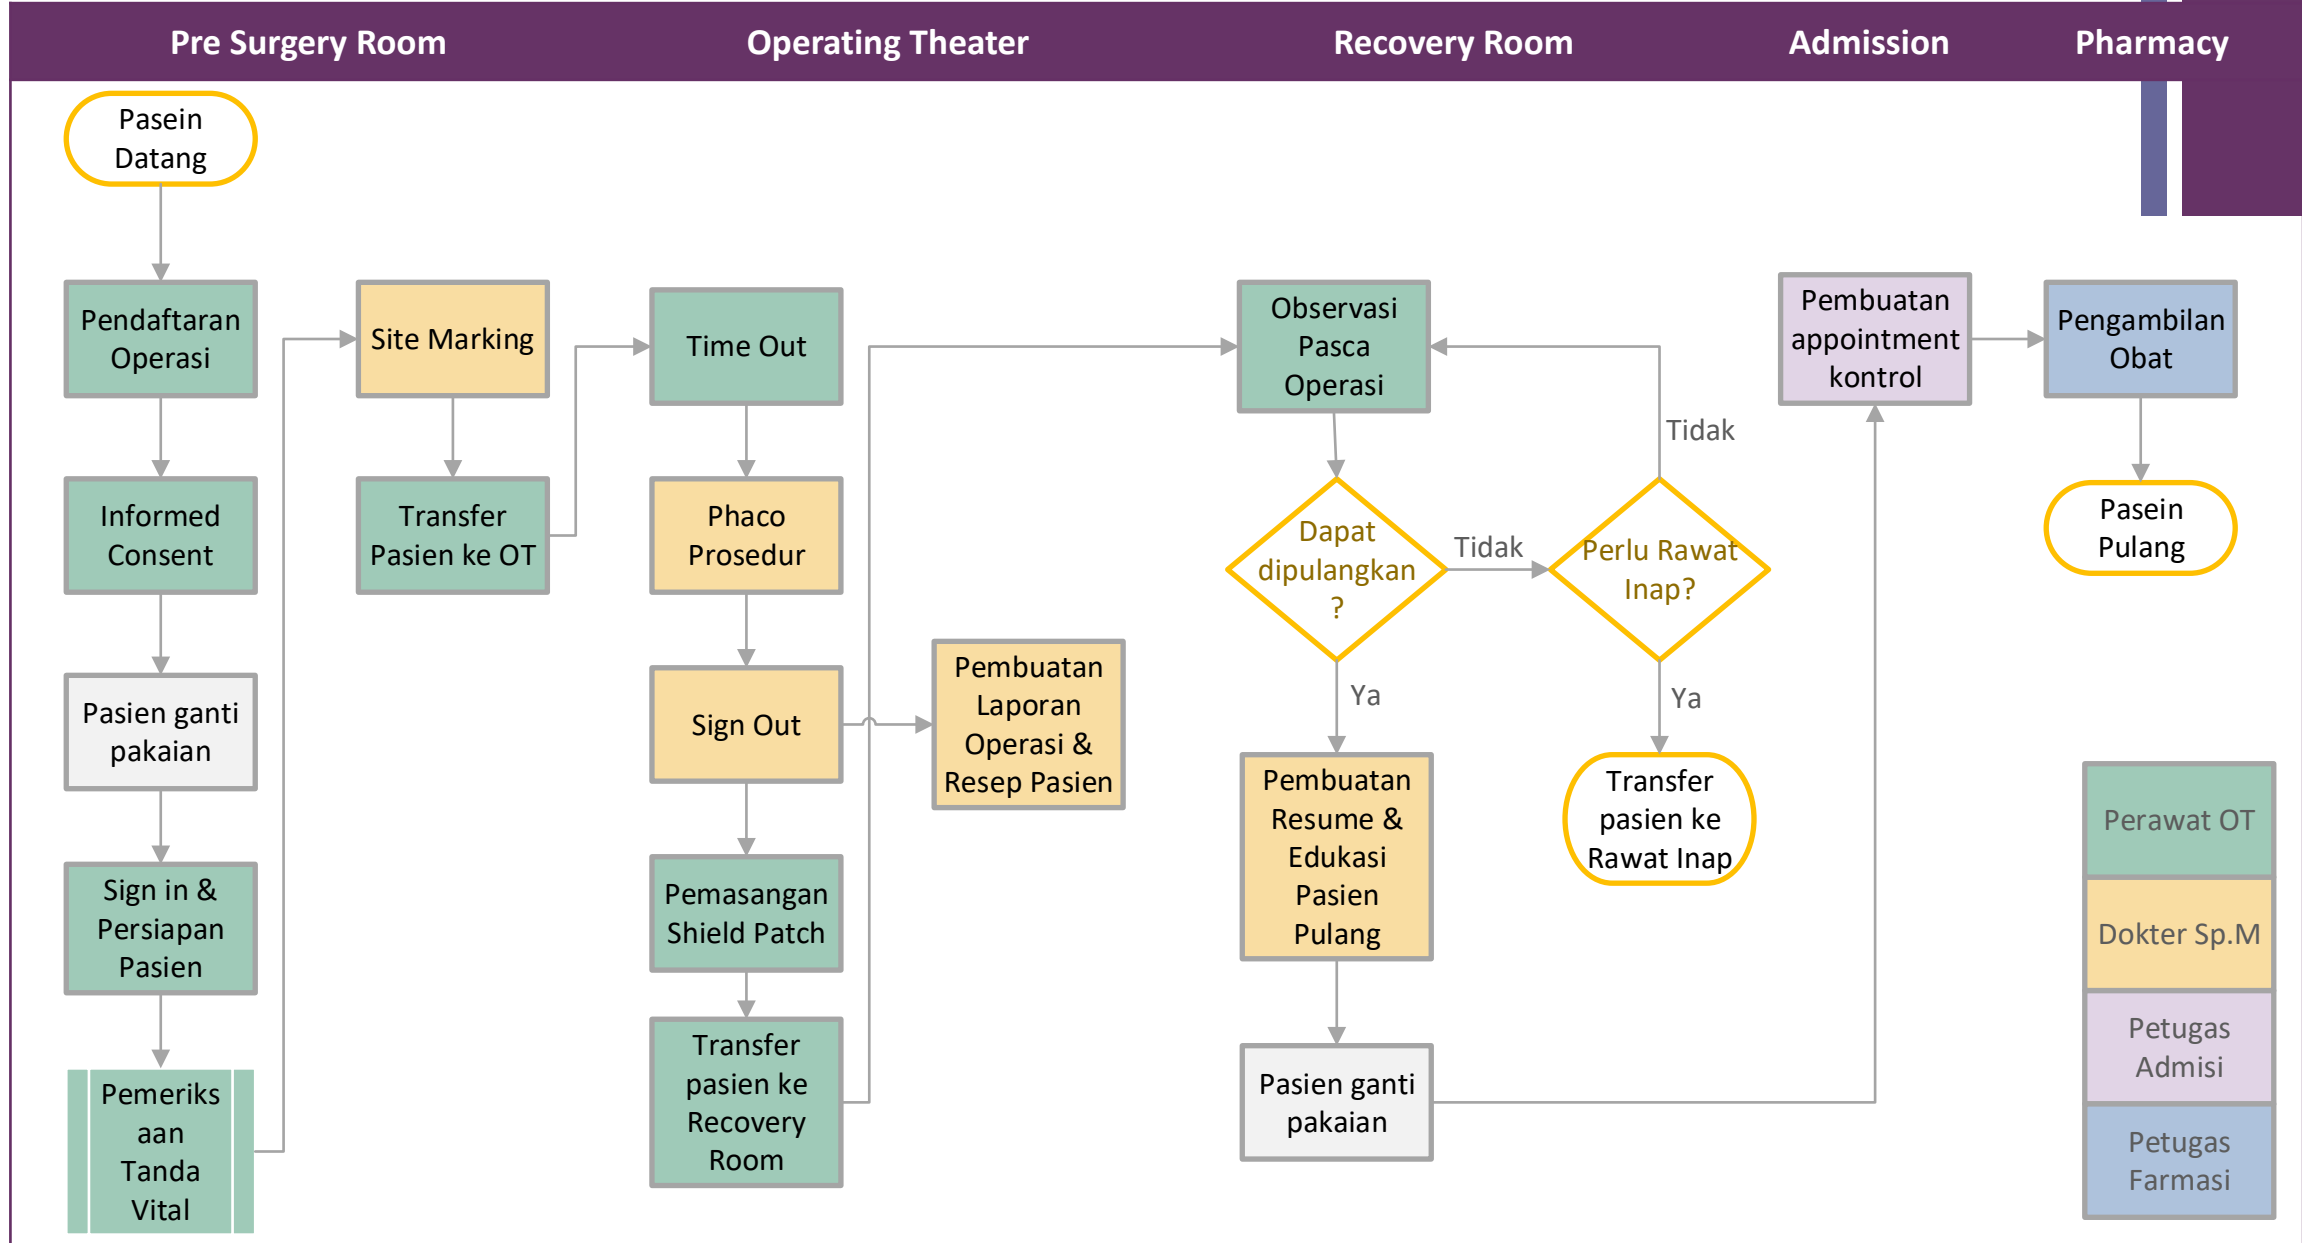 Pre Surgery Room
Operating Theater
Recovery Room
Admission
Pharmacy
Pasein
Datang
Pendaftaran
Operasi
Informed
Consent
Pasien ganti
pakaian
Sign in &
Persiapan
Pasien
Pemeriks
aan
Tanda
Vital
Site Marking
Transfer
Pasien ke OT
Time Out
Phaco
Prosedur
Sign Out
Pembuatan
Laporan
Operasi &
Resep Pasien
Pemasangan
Shield Patch
Transfer
pasien ke
Recovery
Room
Observasi
Pasca
Operasi
Dapat
dipulangkan
?
Tidak
Perlu Rawat
Inap?
Tidak
Ya
Ya
Pembuatan
Resume &
Edukasi
Pasien
Pulang
Transfer
pasien ke
Rawat Inap
Pasien ganti
pakaian
Pembuatan
appointment
kontrol
Pengambilan
Obat
Pasein
Pulang
Perawat OT
Dokter Sp.M
Petugas
Admisi
Petugas
Farmasi